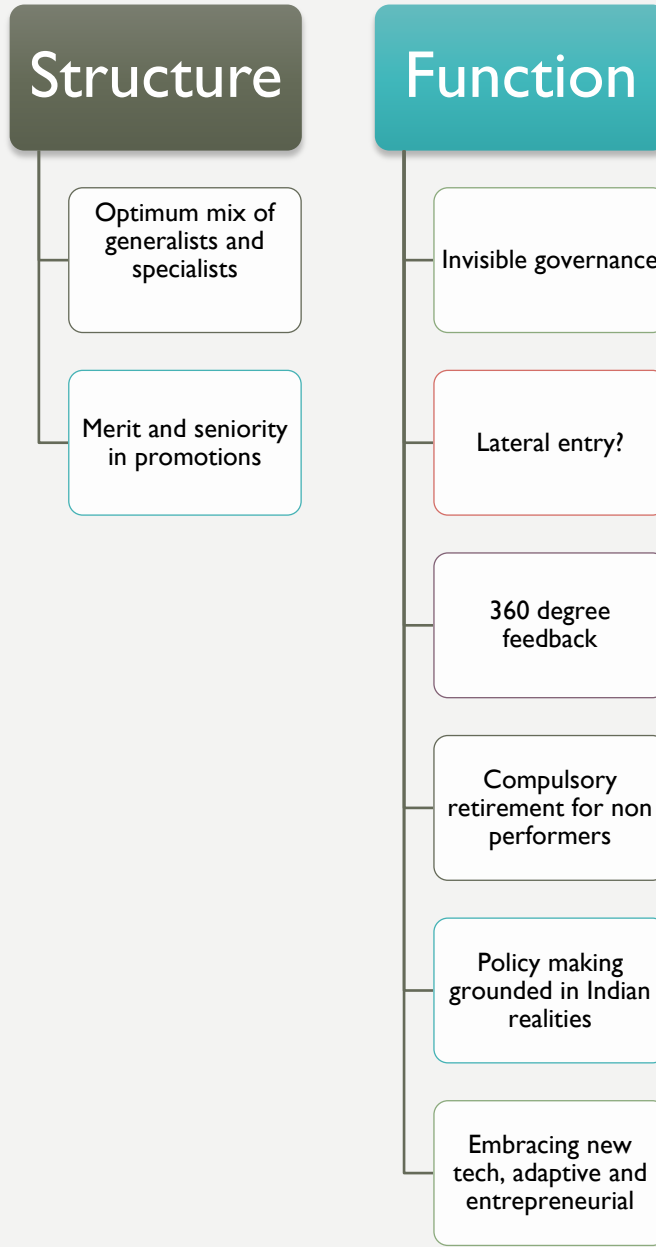 Structure
Optimum mix of
generalists and
specialists
Merit and seniority
in promotions
Function
Invisible governance
Lateral entry?
360 degree
feedback
Compulsory
retirement for non
performers
Policy making
grounded in Indian
realities
Embracing new
tech, adaptive and
entrepreneurial